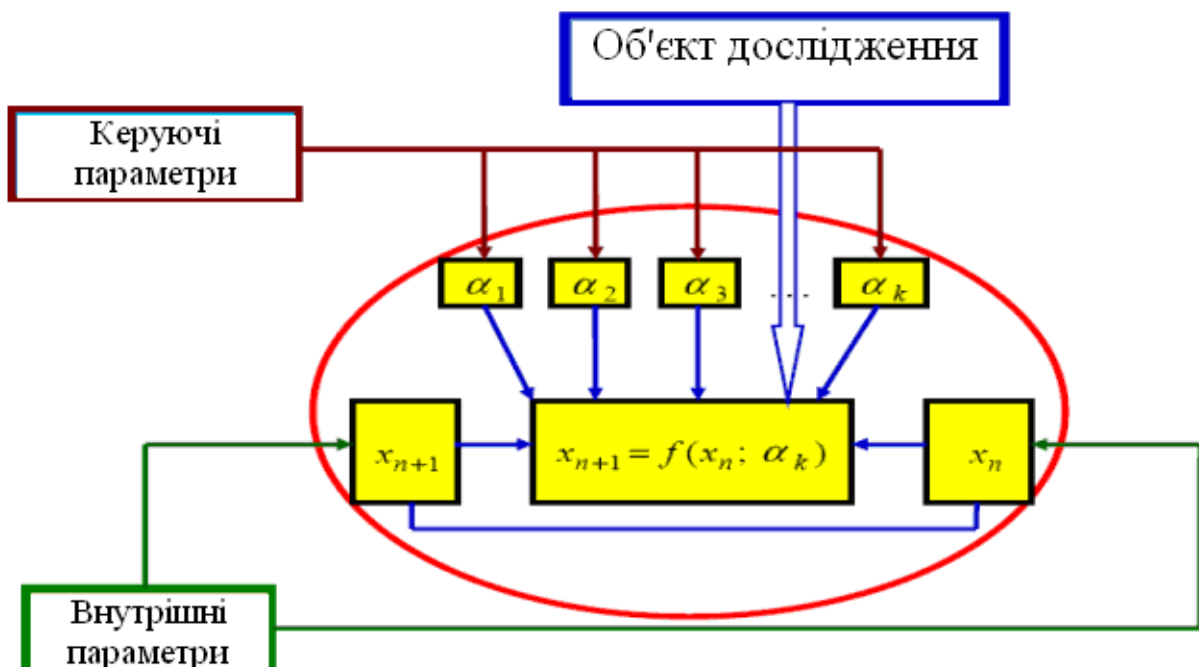 Об'єкт дослідження
Керуючі
параметри
α₁ α₂ α₃ .... αₖ
xₙ₊₁ xₙ₊₁ = f(xₙ; αₖ) xₙ
Внутрішні
параметри